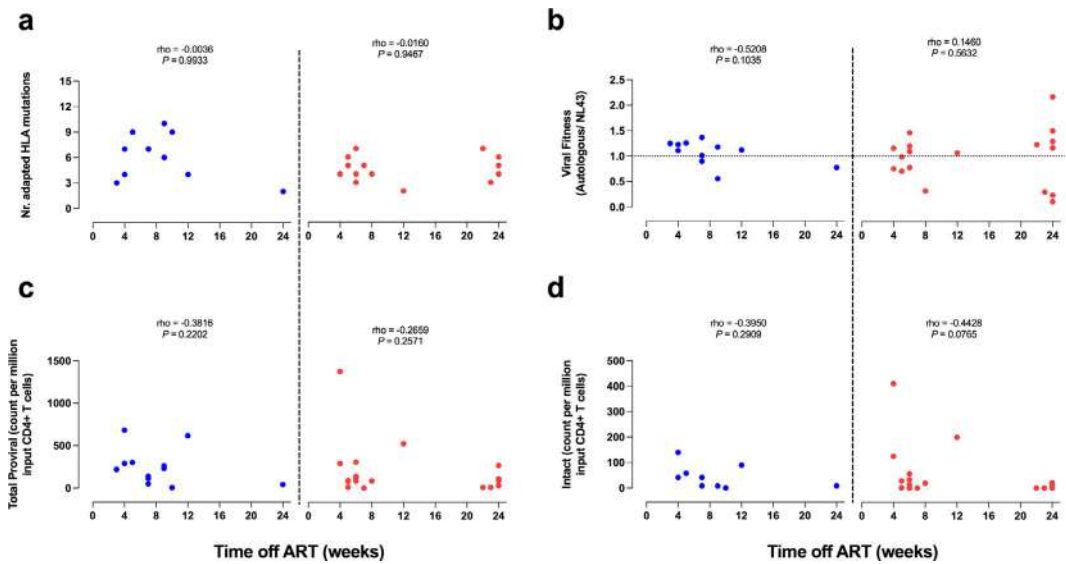 a
rho = -0.0036
P = 0.9933
rho = -0.0160
P = 0.9467
Nr. adapted HLA mutations
15
12
9
6
3
0
0 4 8 12 16 20 24 0 4 8 12 16 20 24
b
rho = -0.5208
P = 0.1035
rho = 0.1460
P = 0.5632
Viral Fitness
(Autologous/ NL43)
2.5
2.0
1.5
1.0
0.5
0.0
0 4 8 12 16 20 24 0 4 8 12 16 20 24
c
rho = -0.3816
P = 0.2202
rho = -0.2659
P = 0.2571
Total Proviral (count per million
input CD4+ T cells)
1500
1000
500
0
0 4 8 12 16 20 24 0 4 8 12 16 20 24
Time off ART (weeks)
d
rho = -0.3950
P = 0.2909
rho = -0.4428
P = 0.0765
Intact (count per million
input CD4+ T cells)
500
400
300
200
100
0
0 4 8 12 16 20 24 0 4 8 12 16 20 24
Time off ART (weeks)